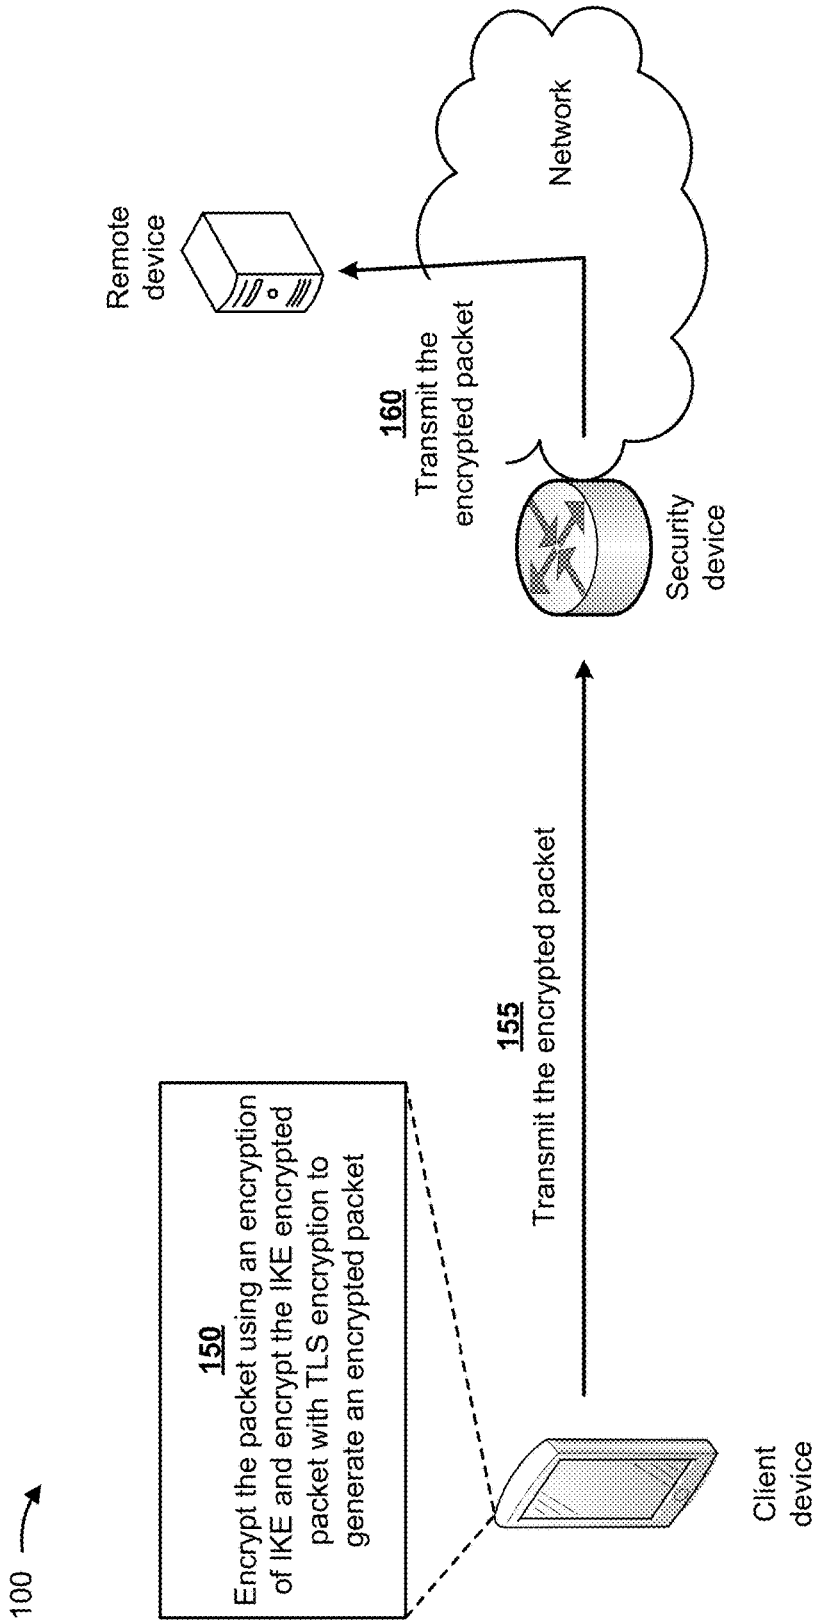 100
150
Encrypt the packet using an encryption
of IKE and encrypt the IKE encrypted
packet with TLS encryption to
generate an encrypted packet
Client
device
155
Transmit the encrypted packet
Security
device
160
Transmit the
encrypted packet
Remote
device
Network